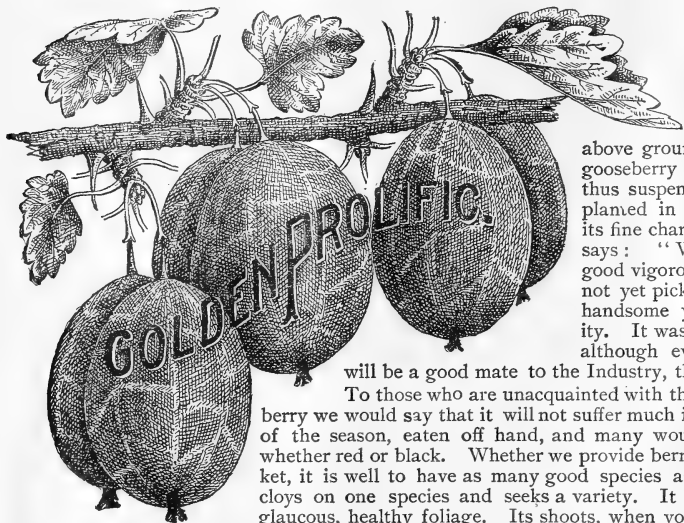 GOLDEN PROLIFIC.
above grou
gooseberry
thus suspen
planted in
its fine char
says : “ V
good vigoro
not yet pick
handsome y
ity. It was
although ev
will be a good mate to the Industry, th
To those who are unacquainted with th
berry we would say that it will not suffer much i
of the season, eaten off hand, and many wou
whether red or black. Whether we provide berr
ket, it is well to have as many good species a
cloys on one species and seeks a variety. It
glaucous, healthy foliage. Its shoots, when yo